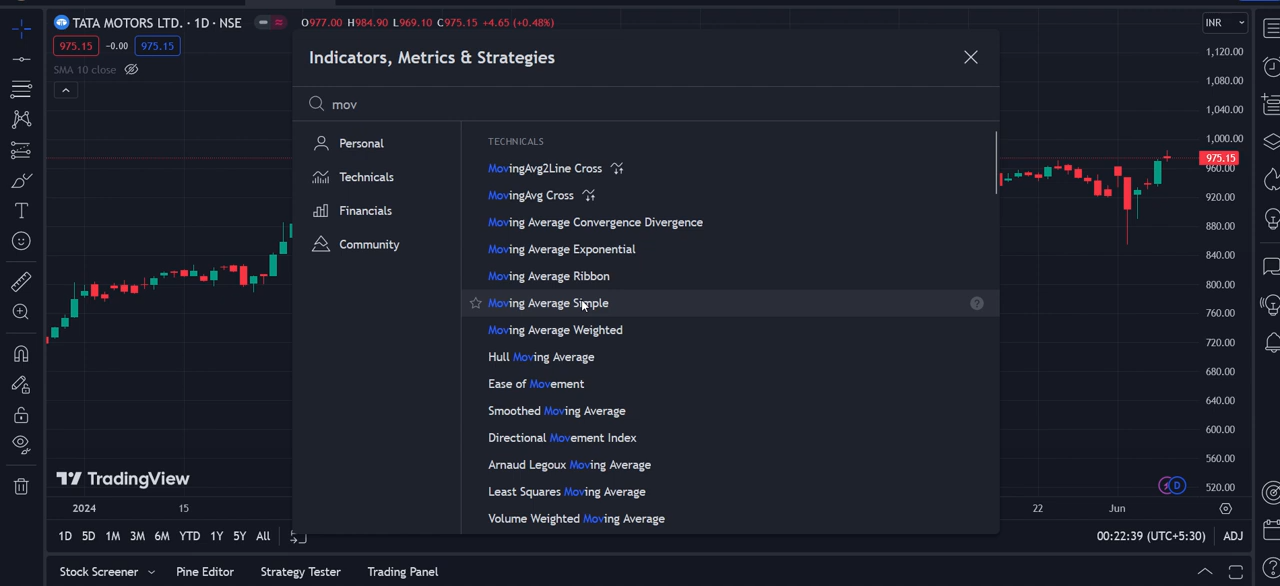 TATA MOTORS LTD. · 1D · NSE
O977.00 H984.90 L969.10 C975.15 +4.65 (+0.48%)
INR
975.15 -0.00 975.15
SMA 10 close
Indicators, Metrics & Strategies
mov
Personal
Technicals
Financials
Community
TECHNICALS
MovingAvg2Line Cross
MovingAvg Cross
Moving Average Convergence Divergence
Moving Average Exponential
Moving Average Ribbon
Moving Average Simple
Moving Average Weighted
Hull Moving Average
Ease of Movement
Smoothed Moving Average
Directional Movement Index
Arnaud Legoux Moving Average
Least Squares Moving Average
Volume Weighted Moving Average
1,120.00
1,080.00
1,040.00
1,000.00
975.15
960.00
920.00
880.00
840.00
800.00
760.00
720.00
680.00
640.00
600.00
560.00
520.00
TradingView
D
2024 15 22 Jun
1D 5D 1M 3M 6M YTD 1Y 5Y All
00:22:39 (UTC+5:30) ADJ
Stock Screener Pine Editor Strategy Tester Trading Panel